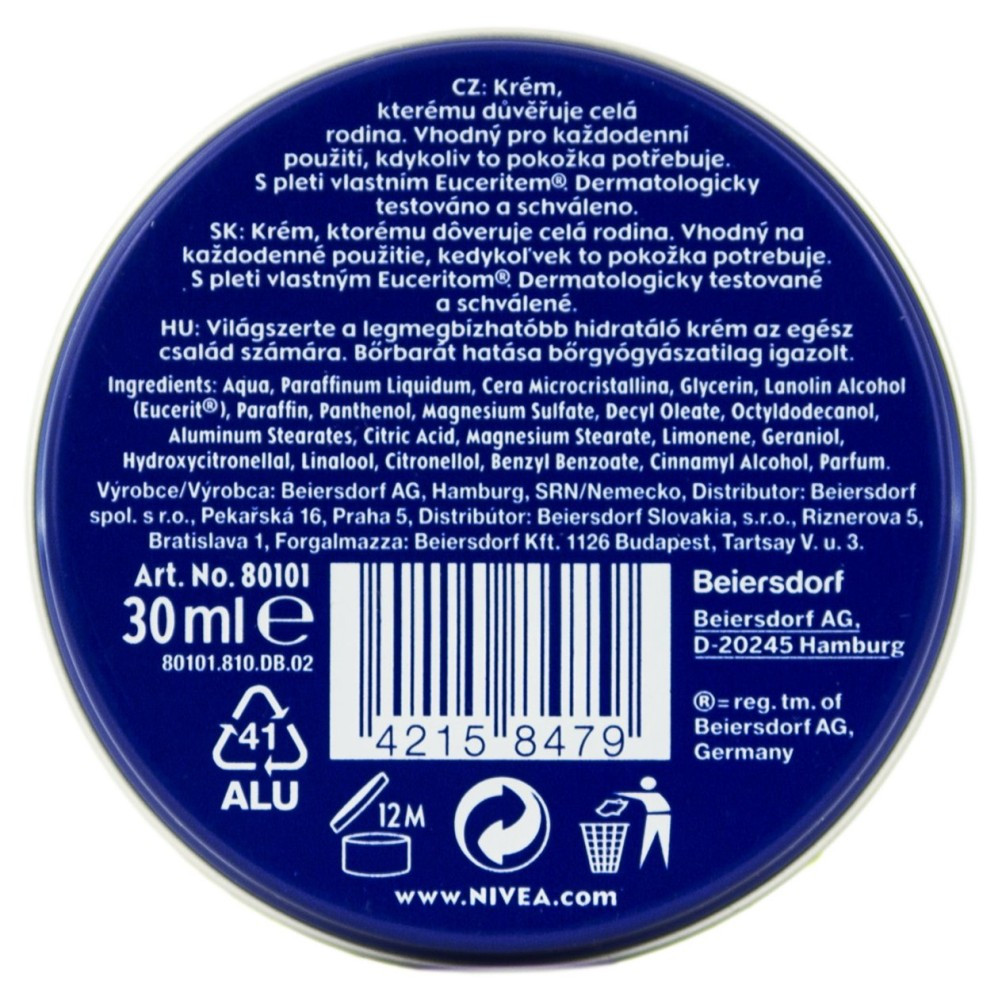 CZ: Krém,
kterému důvěřuje celá
rodina. Vhodný pro každodenní
použití, kdykoliv to pokožka potřebuje.
S pleti vlastním Euceritem®. Dermatologicky
testováno a schváleno.
SK: Krém, ktorému dôveruje celá rodina. Vhodný na
každodenné použitie, kedykoľvek to pokožka potrebuje.
S pleti vlastným Euceritom®. Dermatologicky testované
a schválené.
HU: Világszerte a legmegbízhatóbb hidratáló krém az egész
család számára. Bőrbarát hatása bőrgyógyászatilag igazolt.
Ingredients: Aqua, Paraffinum Liquidum, Cera Microcristallina, Glycerin, Lanolin Alcohol
(Eucerit®), Paraffin, Panthenol, Magnesium Sulfate, Decyl Oleate, Octyldodecanol,
Aluminum Stearates, Citric Acid, Magnesium Stearate, Limonene, Geraniol,
Hydroxycitronellal, Linalool, Citronellol, Benzyl Benzoate, Cinnamyl Alcohol, Parfum.
Výrobce/Výrobca: Beiersdorf AG, Hamburg, SRN/Nemecko, Distributor: Beiersdorf
spol. s r.o., Pekařská 16, Praha 5, Distribútor: Beiersdorf Slovakia, s.r.o., Riznerova 5,
Bratislava 1, Forgalmazza: Beiersdorf Kft. 1126 Budapest, Tartsay V. u. 3.
Art. No. 80101
30 ml e
80101.810.DB.02
41
ALU
4215 8479
Beiersdorf
Beiersdorf AG,
D-20245 Hamburg
®= reg. tm. of
Beiersdorf AG,
Germany
12 M
www.NIVEA.com